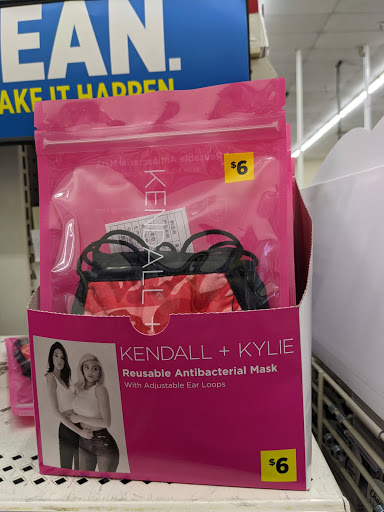 EAN.
AKE IT HAPPEN
$6
KENDALL +
KENDALL + KYLIE
Reusable Antibacterial Mask
With Adjustable Ear Loops
$6